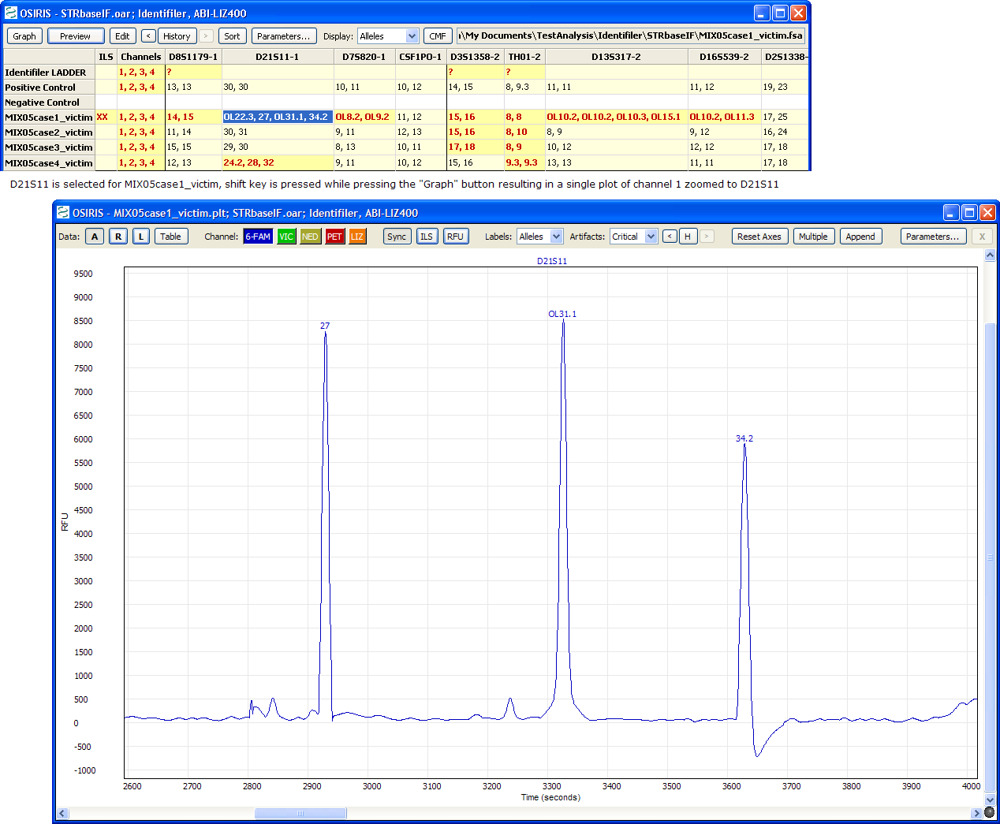 OSIRIS - STRbaseIF.oar; Identifiler, ABI-LIZ400
Graph Preview Edit < History > Sort Parameters... Display: Alleles CMF \My Documents\TestAnalysis\Identifiler\STRbaseIF\MIX05case1_victim.fsa
ILS Channels D8S1179-1 D21S11-1 D7S820-1 CSF1PO-1 D3S1358-2 TH01-2 D13S317-2 D16S539-2 D2S1338-
Identifiler LADDER 1, 2, 3, 4 ? ? ?
Positive Control 1, 2, 3, 4 13, 13 30, 30 10, 11 10, 12 14, 15 8, 9.3 11, 11 11, 12 19, 23
Negative Control
MIX05case1_victim XX 1, 2, 3, 4 14, 15 OL22.3, 27, OL31.1, 34.2 OL8.2, OL9.2 11, 12 15, 16 8, 8 OL10.2, OL10.2, OL10.3, OL15.1 OL10.2, OL11.3 17, 25
MIX05case2_victim 1, 2, 3, 4 11, 14 30, 31 9, 11 12, 13 15, 16 8, 10 8, 9 9, 12 16, 24
MIX05case3_victim 1, 2, 3, 4 15, 15 29, 30 8, 13 10, 11 17, 18 8, 9 10, 12 12, 12 17, 18
MIX05case4_victim 1, 2, 3, 4 12, 13 24.2, 28, 32 9, 11 10, 12 15, 16 9.3, 9.3 13, 13 11, 11 17, 18
D21S11 is selected for MIX05case1_victim, shift key is pressed while pressing the "Graph" button resulting in a single plot of channel 1 zoomed to D21S11
OSIRIS - MIX05case1_victim.plt; STRbaseIF.oar; Identifiler, ABI-LIZ400
Data: A R L Table Channel: 6-FAM VIC NED PET LIZ Sync ILS RFU Labels: Alleles Artifacts: Critical < H > Reset Axes Multiple Append Parameters... X
D21S11
9500
9000
8500
8000
7500
7000
6500
6000
5500
5000
4500
4000
3500
3000
2500
2000
1500
1000
500
0
-500
-1000
RFU
27
OL31.1
34.2
2600 2700 2800 2900 3000 3100 3200 3300 3400 3500 3600 3700 3800 3900 4000
Time (seconds)